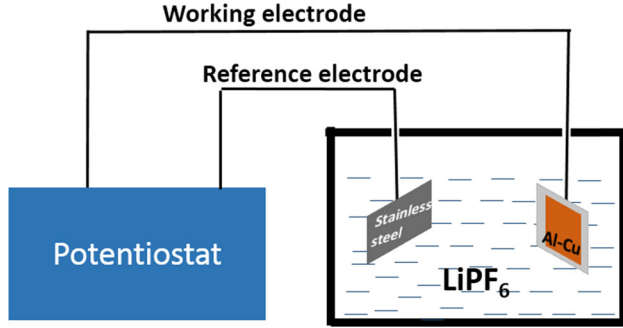 Working electrode
Reference electrode
Potentiostat
Stainless
steel
Al-Cu
LiPF₆